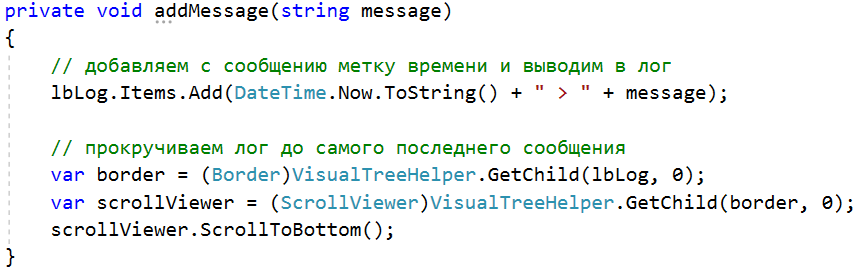 private void addMessage(string message)
{
    // добавляем с сообщению метку времени и выводим в лог
    lbLog.Items.Add(DateTime.Now.ToString() + " > " + message);

    // прокручиваем лог до самого последнего сообщения
    var border = (Border)VisualTreeHelper.GetChild(lbLog, 0);
    var scrollViewer = (ScrollViewer)VisualTreeHelper.GetChild(border, 0);
    scrollViewer.ScrollToBottom();
}